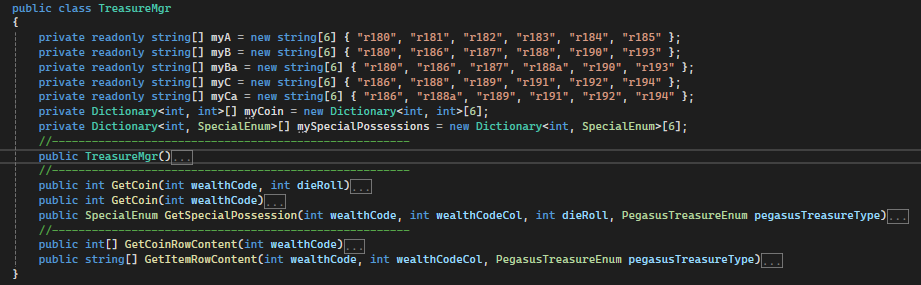 public class TreasureMgr
{
private readonly string[] myA = new string[6] { "r180", "r181", "r182", "r183", "r184", "r185" };
private readonly string[] myB = new string[6] { "r180", "r186", "r187", "r188", "r190", "r193" };
private readonly string[] myBa = new string[6] { "r180", "r186", "r187", "r188a", "r190", "r193" };
private readonly string[] myC = new string[6] { "r186", "r188", "r189", "r191", "r192", "r194" };
private readonly string[] myCa = new string[6] { "r186", "r188a", "r189", "r191", "r192", "r194" };
private Dictionary<int, int>[] myCoin = new Dictionary<int, int>[6];
private Dictionary<int, SpecialEnum>[] mySpecialPossessions = new Dictionary<int, SpecialEnum>[6];
//-------------------------------------------------------
public TreasureMgr()...
//-------------------------------------------------------
public int GetCoin(int wealthCode, int dieRoll)...
public int GetCoin(int wealthCode)...
public SpecialEnum GetSpecialPossession(int wealthCode, int wealthCodeCol, int dieRoll, PegasusTreasureEnum pegasusTreasureType)...
//-------------------------------------------------------
public int[] GetCoinRowContent(int wealthCode)...
public string[] GetItemRowContent(int wealthCode, int wealthCodeCol, PegasusTreasureEnum pegasusTreasureType)...
}